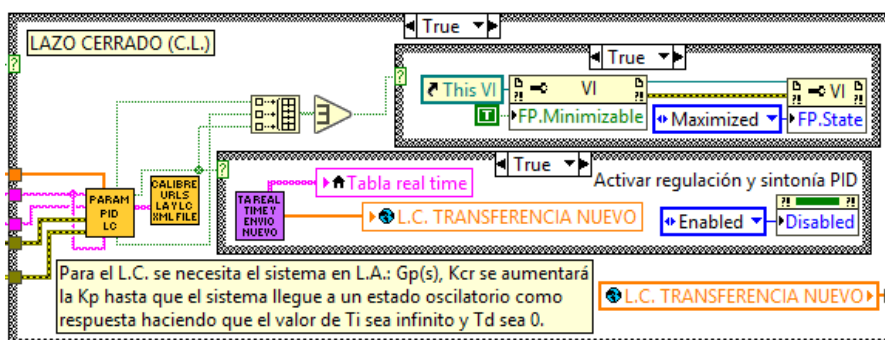 True
LAZO CERRADO (C.L.)
?
True
?
This VI
VI
?!
?!
VI
?!
T
FP.Minimizable
Maximized
FP.State
True
?
Tabla real time
Activar regulación y sintonía PID
PARAM
PID
LC
CALIBRE
URLS
LA Y LC
XML FILE
TA REAL
TIME Y
ENVIO
NUEVO
L.C. TRANSFERENCIA NUEVO
Enabled
?!
Disabled
Para el L.C. se necesita el sistema en L.A.: Gp(s), Kcr se aumentará
la Kp hasta que el sistema llegue a un estado oscilatorio como
respuesta haciendo que el valor de Ti sea infinito y Td sea 0.
L.C. TRANSFERENCIA NUEVO